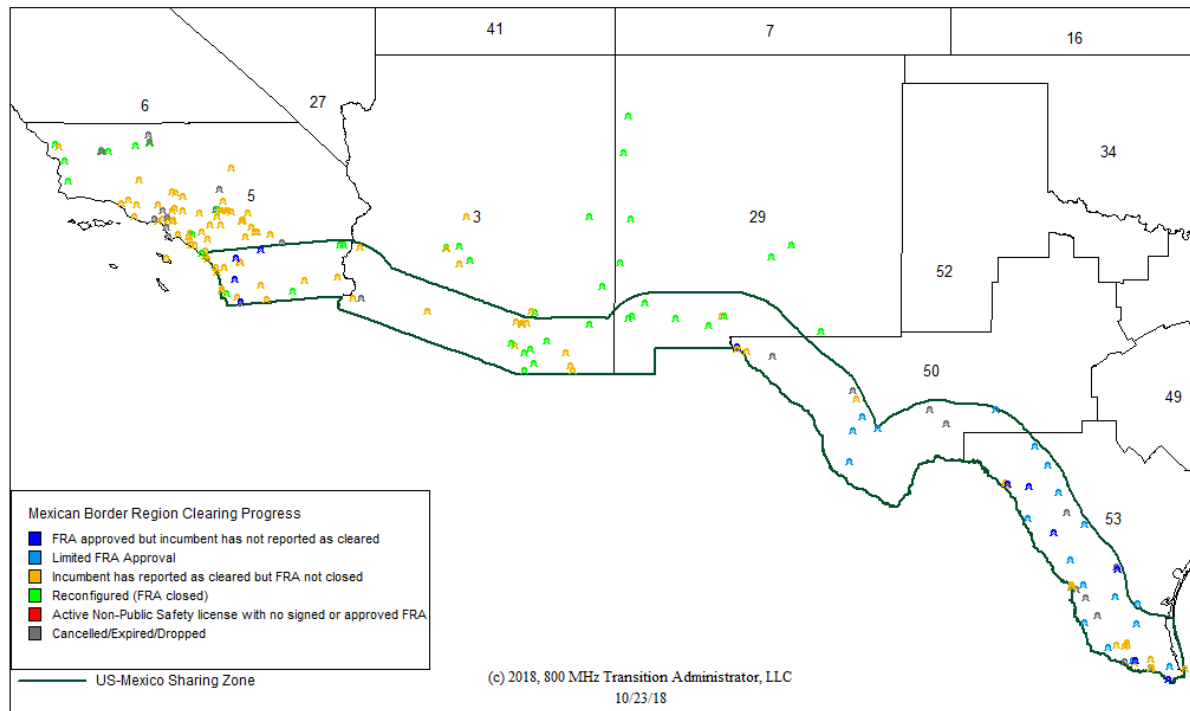 41
7
16
6
27
34
5
3
29
52
50
49
53
Mexican Border Region Clearing Progress
FRA approved but incumbent has not reported as cleared
Limited FRA Approval
Incumbent has reported as cleared but FRA not closed
Reconfigured (FRA closed)
Active Non-Public Safety license with no signed or approved FRA
Cancelled/Expired/Dropped
US-Mexico Sharing Zone
(c) 2018, 800 MHz Transition Administrator, LLC
10/23/18